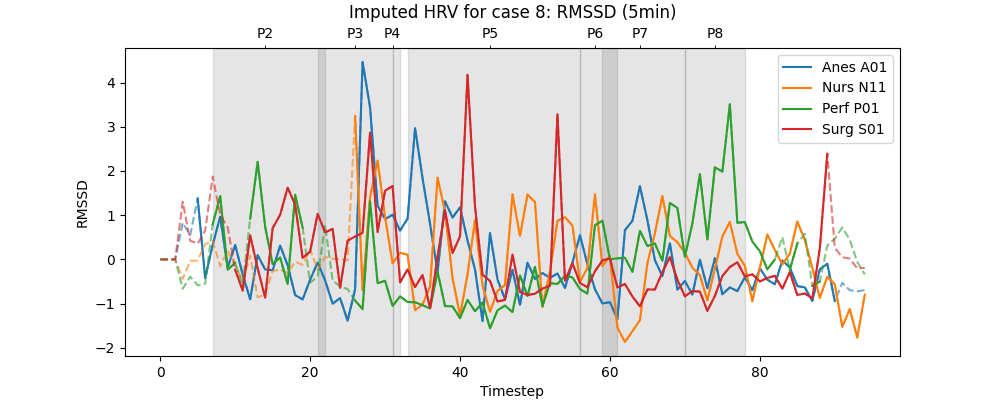 Imputed HRV for case 8: RMSSD (5min)
P2 P3 P4 P5 P6 P7 P8
Anes A01
Nurs N11
Perf P01
Surg S01
RMSSD
4
3
2
1
0
−1
−2
0 20 40 60 80
Timestep